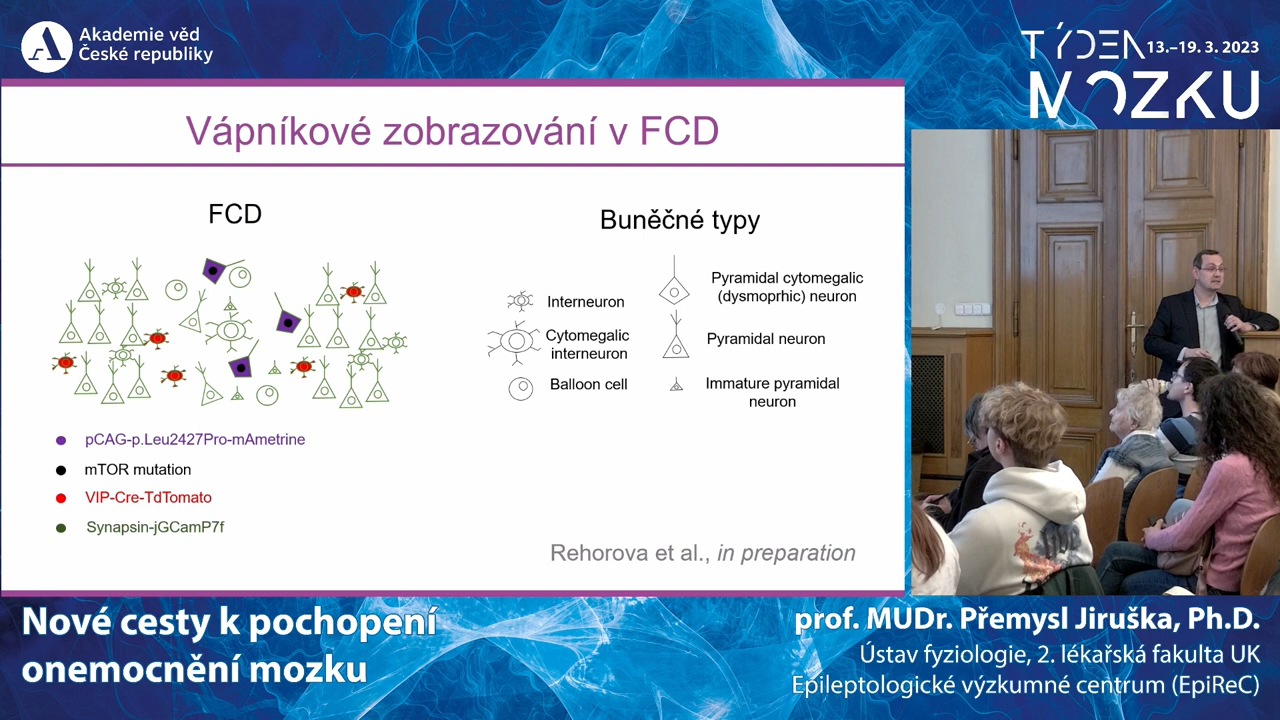 Akademie věd
České republiky
TÝDEN 13.–19. 3. 2023
MOZKU
Vápníkové zobrazování v FCD
FCD
Buněčné typy
Interneuron
Cytomegalic
interneuron
Balloon cell
Pyramidal cytomegalic
(dysmoprhic) neuron
Pyramidal neuron
Immature pyramidal
neuron
pCAG-p.Leu2427Pro-mAmetrine
mTOR mutation
VIP-Cre-TdTomato
Synapsin-jGCamP7f
Rehorova et al., in preparation
Nové cesty k pochopení
onemocnění mozku
prof. MUDr. Přemysl Jiruška, Ph.D.
Ústav fyziologie, 2. lékařská fakulta UK
Epileptologické výzkumné centrum (EpiReC)